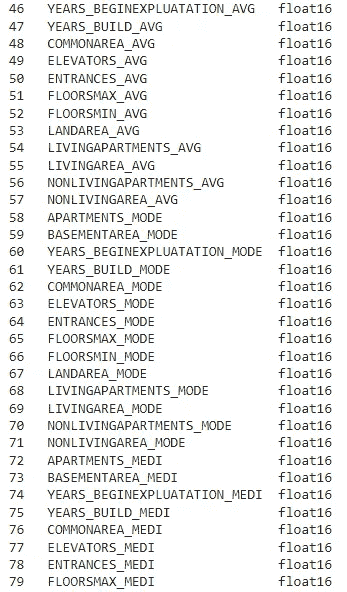 46 YEARS_BEGINEXPLUATATION_AVG float16
47 YEARS_BUILD_AVG float16
48 COMMONAREA_AVG float16
49 ELEVATORS_AVG float16
50 ENTRANCES_AVG float16
51 FLOORSMAX_AVG float16
52 FLOORSMIN_AVG float16
53 LANDAREA_AVG float16
54 LIVINGAPARTMENTS_AVG float16
55 LIVINGAREA_AVG float16
56 NONLIVINGAPARTMENTS_AVG float16
57 NONLIVINGAREA_AVG float16
58 APARTMENTS_MODE float16
59 BASEMENTAREA_MODE float16
60 YEARS_BEGINEXPLUATATION_MODE float16
61 YEARS_BUILD_MODE float16
62 COMMONAREA_MODE float16
63 ELEVATORS_MODE float16
64 ENTRANCES_MODE float16
65 FLOORSMAX_MODE float16
66 FLOORSMIN_MODE float16
67 LANDAREA_MODE float16
68 LIVINGAPARTMENTS_MODE float16
69 LIVINGAREA_MODE float16
70 NONLIVINGAPARTMENTS_MODE float16
71 NONLIVINGAREA_MODE float16
72 APARTMENTS_MEDI float16
73 BASEMENTAREA_MEDI float16
74 YEARS_BEGINEXPLUATATION_MEDI float16
75 YEARS_BUILD_MEDI float16
76 COMMONAREA_MEDI float16
77 ELEVATORS_MEDI float16
78 ENTRANCES_MEDI float16
79 FLOORSMAX_MEDI float16